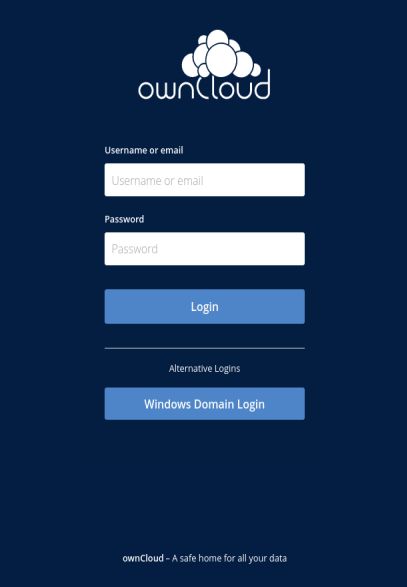 ownCloud
Username or email
Username or email
Password
Password
Login
Alternative Logins
Windows Domain Login
ownCloud – A safe home for all your data